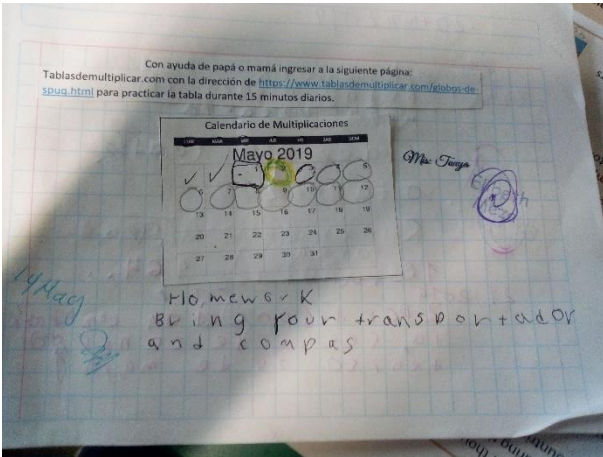 Con ayuda de papá o mamá ingresar a la siguiente página:
Tablasdemultiplicar.com con la dirección de https://www.tablasdemultiplicar.com/globos-de-
spuq.html para practicar la tabla durante 15 minutos diarios.
Calendario de Multiplicaciones
Mayo 2019
1 2 3 4 5
6 7 8 9 10 11 12
13 14 15 16 17 18 19
20 21 22 23 24 25 26
27 28 29 30 31
Miss Tanya
14 May
Homework
Bring your transportador
and compas